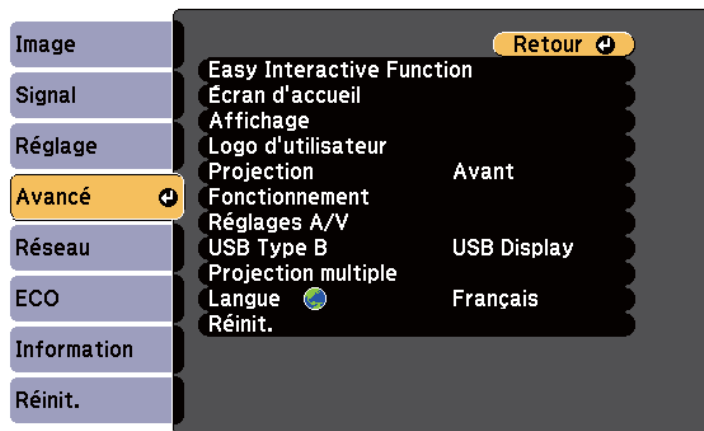 Image
Signal
Réglage
Avancé
Réseau
ECO
Information
Réinit.
Retour
Easy Interactive Function
Écran d'accueil
Affichage
Logo d'utilisateur
Projection Avant
Fonctionnement
Réglages A/V
USB Type B USB Display
Projection multiple
Langue Français
Réinit.